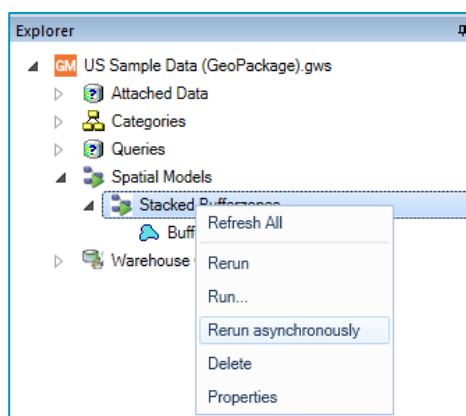 Explorer
GM US Sample Data (GeoPackage).gws
Attached Data
Categories
Queries
Spatial Models
Stacked Bufferzones
Refresh All
Buff
Rerun
Warehouse
Run...
Rerun asynchronously
Delete
Properties